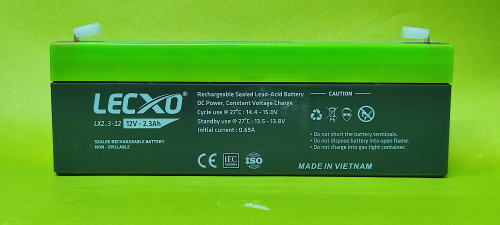 LECXO®
LX2.3-12 12V - 2.3Ah
SEALED RECHARGEABLE BATTERY
NON - SPILLABLE
Rechargeable Sealed Lead-Acid Battery
DC Power, Constant Voltage Charge
Cycle use @ 27°C : 14.4 - 15.0V
Standby use @ 27°C : 13.5 - 13.8V
Initial current : 0.69A
CE IEC ISO
CAUTION
Pb
• Do not short the battery terminals.
• Do not dispose battery into open flame.
• Do not charge into gas tight container.
MADE IN VIETNAM